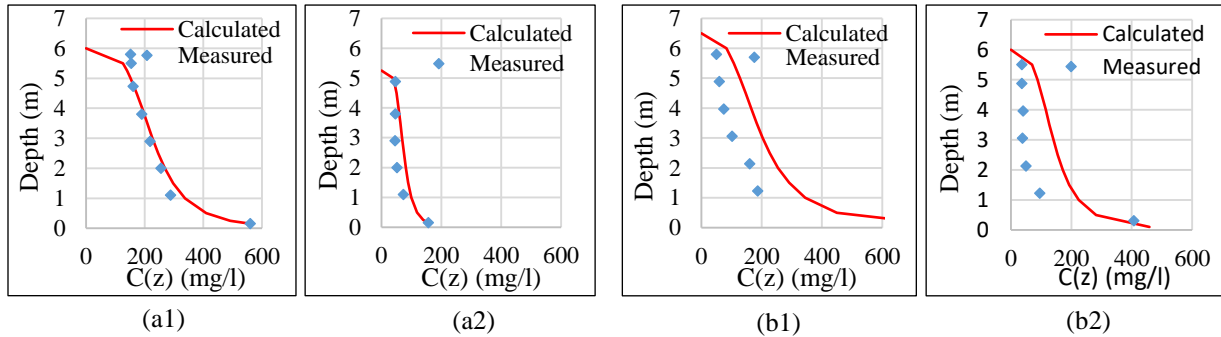 7
6
5
4
3
2
1
0
Depth (m)
Calculated
Measured
0 200 400 600
C(z) (mg/l)
(a1)
7
6
5
4
3
2
1
0
Depth (m)
Calculated
Measured
0 200 400 600
C(z) (mg/l)
(a2)
7
6
5
4
3
2
1
0
Depth (m)
Calculated
Measured
0 200 400 600
C(z) (mg/l)
(b1)
7
6
5
4
3
2
1
0
Depth (m)
Calculated
Measured
0 200 400 600
C(z) (mg/l)
(b2)